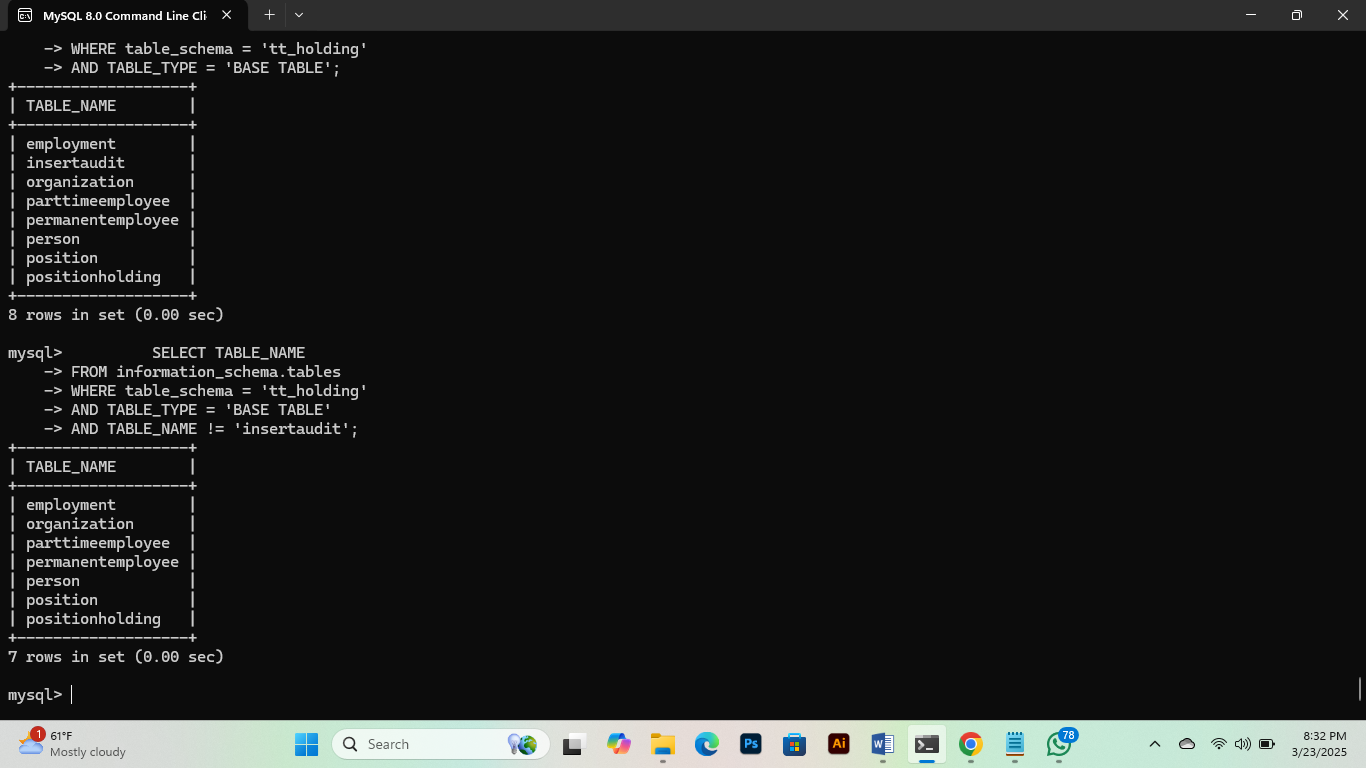 MySQL 8.0 Command Line Cli
-> WHERE table_schema = 'tt_holding'
-> AND TABLE_TYPE = 'BASE TABLE';
+-------------------+
| TABLE_NAME        |
+-------------------+
| employment        |
| insertaudit       |
| organization      |
| parttimeemployee  |
| permanentemployee |
| person            |
| position          |
| positionholding   |
+-------------------+
8 rows in set (0.00 sec)
mysql>          SELECT TABLE_NAME
-> FROM information_schema.tables
-> WHERE table_schema = 'tt_holding'
-> AND TABLE_TYPE = 'BASE TABLE'
-> AND TABLE_NAME != 'insertaudit';
+-------------------+
| TABLE_NAME        |
+-------------------+
| employment        |
| organization      |
| parttimeemployee  |
| permanentemployee |
| person            |
| position          |
| positionholding   |
+-------------------+
7 rows in set (0.00 sec)
mysql>
1
61°F
Mostly cloudy
Search
Ps
Ai
W
78
8:32 PM
3/23/2025